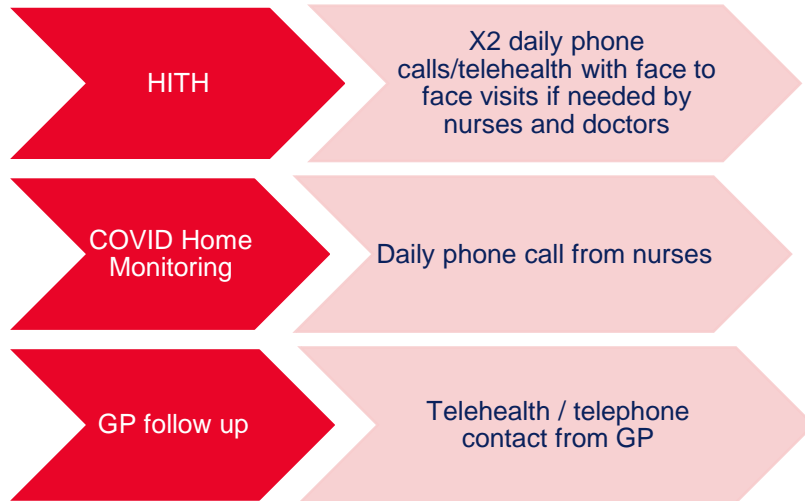 HITH
X2 daily phone
calls/telehealth with face to
face visits if needed by
nurses and doctors
COVID Home
Monitoring
Daily phone call from nurses
GP follow up
Telehealth / telephone
contact from GP